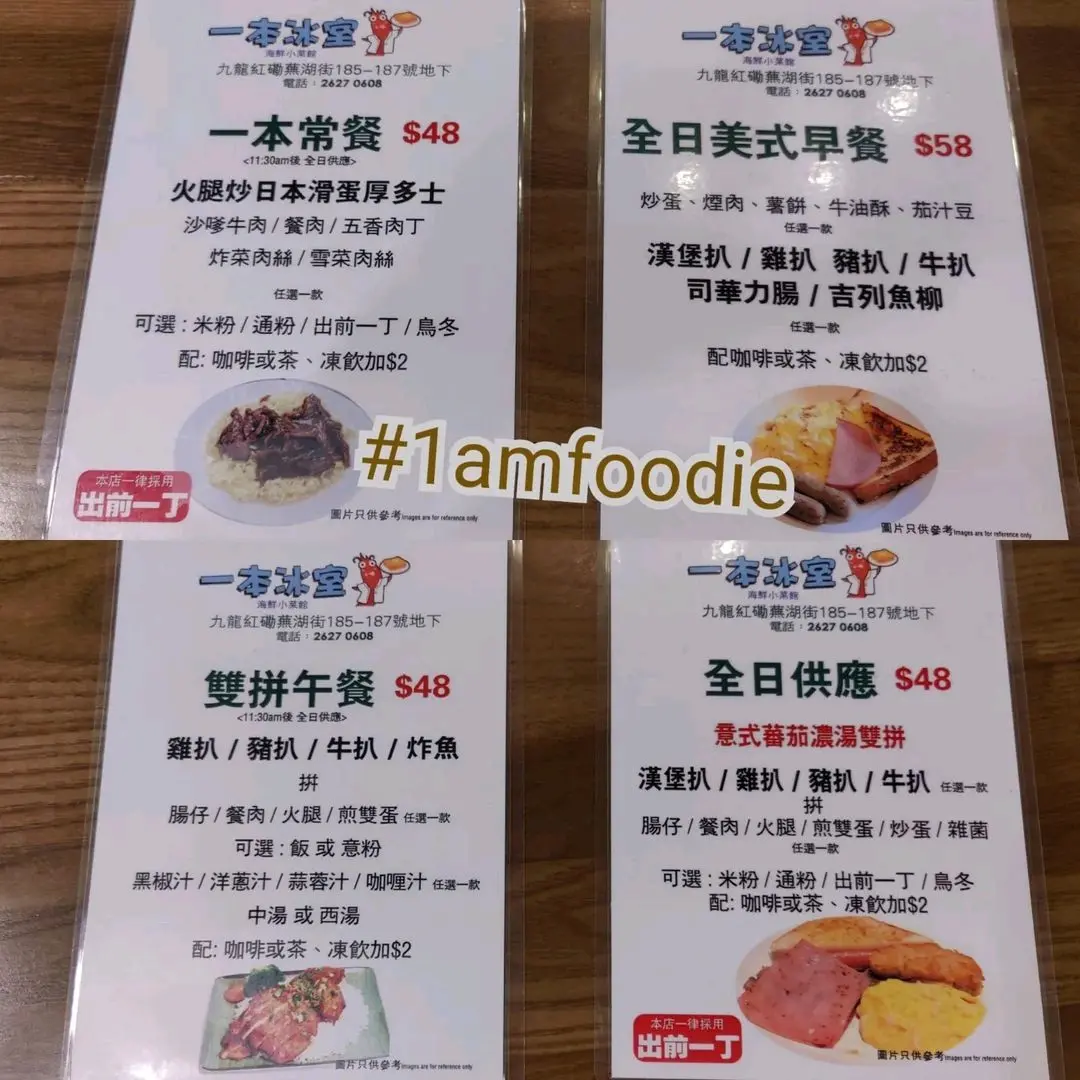 一本冰室
海鮮小菜館
九龍紅磡蕪湖街185-187號地下
電話：2627 0608
一本常餐 $48
<11:30am後 全日供應>
火腿炒日本滑蛋厚多士
沙嗲牛肉 / 餐肉 / 五香肉丁
炸菜肉絲 / 雪菜肉絲
任選一款
可選 : 米粉 / 通粉 / 出前一丁 / 烏冬
配: 咖啡或茶、凍飲加$2
本店一律採用
出前一丁
圖片只供參考 Images are for reference only
一本冰室
海鮮小菜館
九龍紅磡蕪湖街185-187號地下
電話：2627 0608
全日美式早餐 $58
炒蛋、煙肉、薯餅、牛油酥、茄汁豆
任選一款
漢堡扒 / 雞扒 豬扒 / 牛扒
司華力腸 / 吉列魚柳
任選一款
配咖啡或茶、凍飲加$2
圖片只供參考 Images are for reference only
#1amfoodie
一本冰室
海鮮小菜館
九龍紅磡蕪湖街185-187號地下
電話：2627 0608
雙拼午餐 $48
<11:30am後 全日供應>
雞扒 / 豬扒 / 牛扒 / 炸魚
拼
腸仔 / 餐肉 / 火腿 / 煎雙蛋 任選一款
可選 : 飯 或 意粉
黑椒汁 / 洋蔥汁 / 蒜蓉汁 / 咖喱汁 任選一款
中湯 或 西湯
配: 咖啡或茶、凍飲加$2
圖片只供參考 Images are for reference only
一本冰室
海鮮小菜館
九龍紅磡蕪湖街185-187號地下
電話：2627 0608
全日供應 $48
意式蕃茄濃湯雙拼
漢堡扒 / 雞扒 / 豬扒 / 牛扒 任選一款
拼
腸仔 / 餐肉 / 火腿 / 煎雙蛋 / 炒蛋 / 雜菌
任選一款
可選 : 米粉 / 通粉 / 出前一丁 / 烏冬
配: 咖啡或茶、凍飲加$2
本店一律採用
出前一丁
圖片只供參考 Images are for reference only